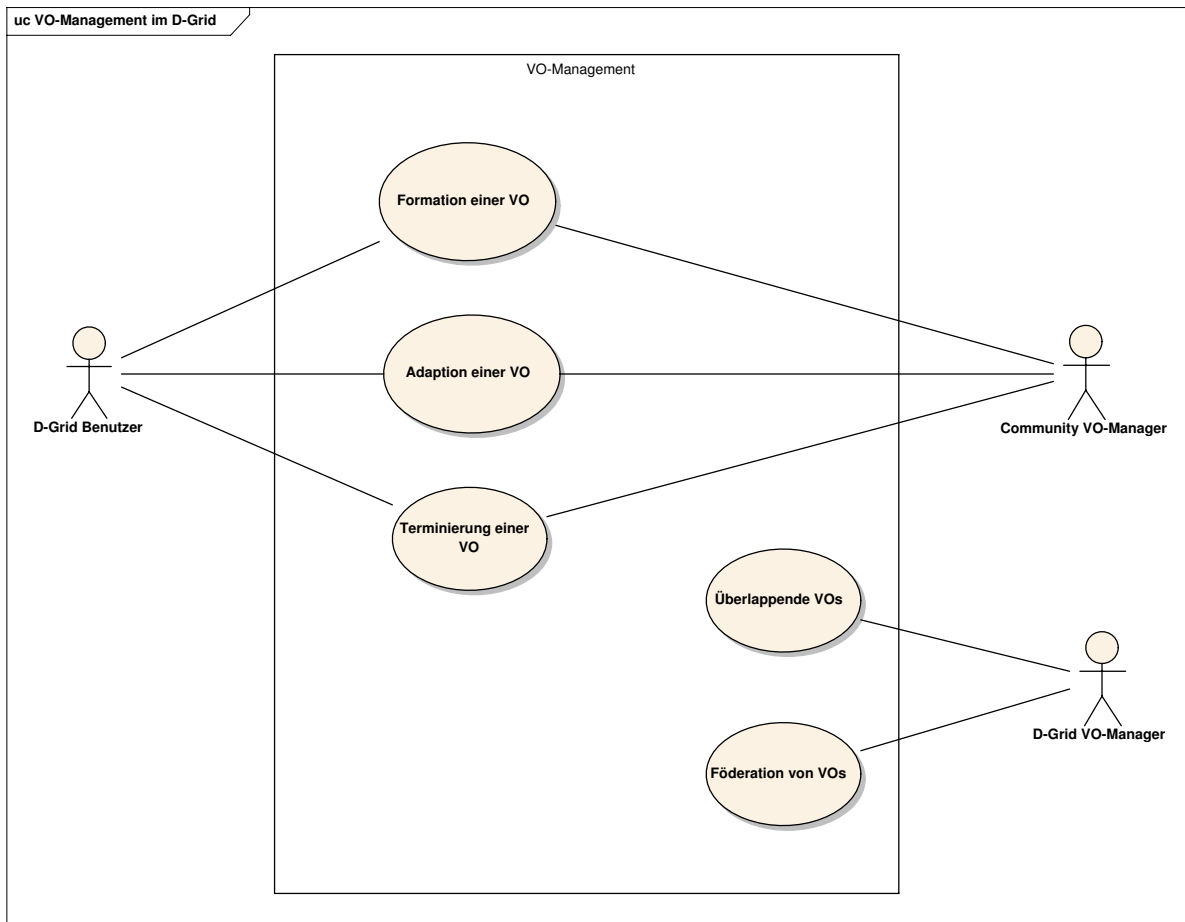 uc VO-Management im D-Grid
VO-Management
Formation einer VO
Adaption einer VO
D-Grid Benutzer
Community VO-Manager
Terminierung einer
VO
Überlappende VOs
D-Grid VO-Manager
Föderation von VOs